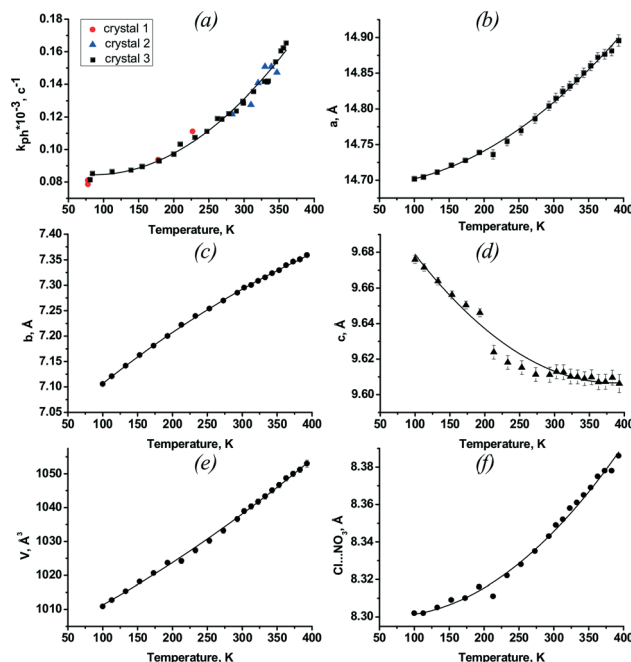 (a)
crystal 1
crystal 2
crystal 3
k_ph*10^-3, c^-1
0.18
0.16
0.14
0.12
0.10
0.08
50 100 150 200 250 300 350 400
Temperature, K
(b)
a, Å
14.90
14.80
14.70
50 100 150 200 250 300 350 400
Temperature, K
(c)
b, Å
7.40
7.35
7.30
7.25
7.20
7.15
7.10
7.05
50 100 150 200 250 300 350 400
Temperature, K
(d)
c, Å
9.68
9.66
9.64
9.62
9.60
50 100 150 200 250 300 350 400
Temperature, K
(e)
V, Å³
1050
1040
1030
1020
1010
50 100 150 200 250 300 350 400
Temperature, K
(f)
Cl...NO₃, Å
8.38
8.36
8.34
8.32
8.30
50 100 150 200 250 300 350 400
Temperature, K